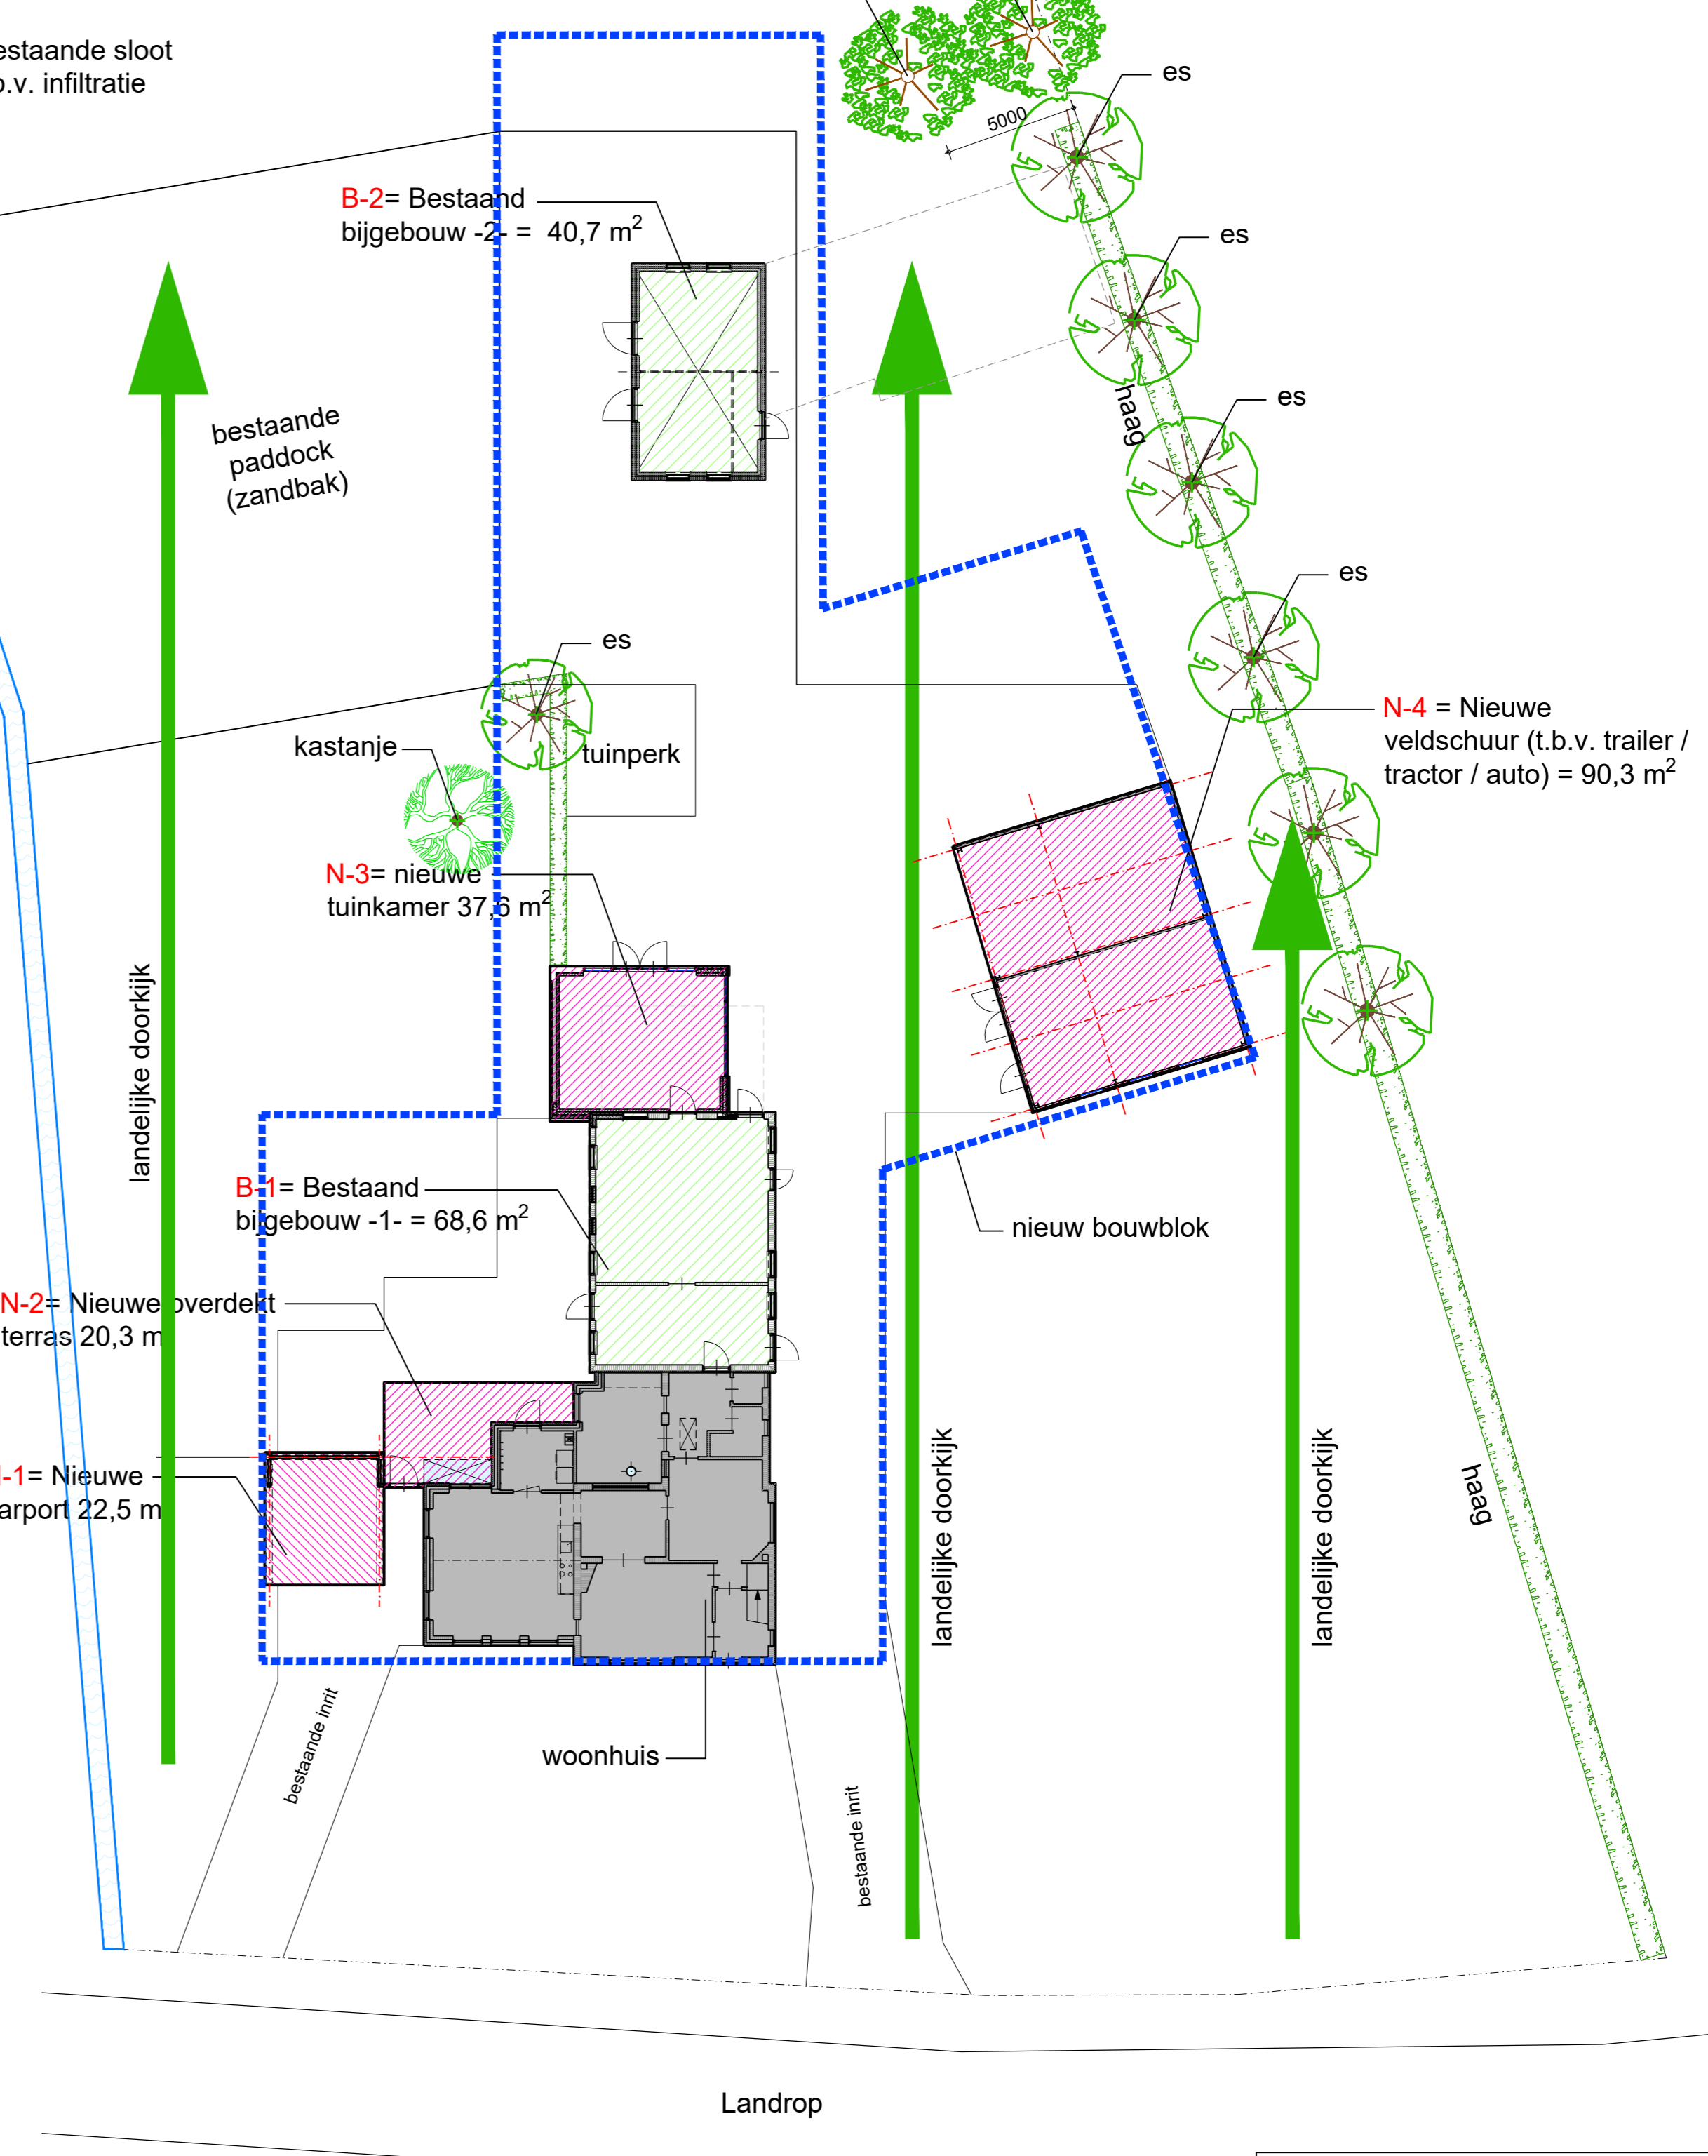 estaande sloot
.b.v. infiltratie
es
5000
B-2= Bestaand
bijgebouw -2- = 40,7 m²
es
haag
es
bestaande
paddock
(zandbak)
es
es
N-4 = Nieuwe
veldschuur (t.b.v. trailer /
tractor / auto) = 90,3 m²
kastanje
tuinperk
N-3= nieuwe
tuinkamer 37,6 m²
landelijke doorkijk
B-1= Bestaand
bijgebouw -1- = 68,6 m²
nieuw bouwblok
N-2= Nieuwe overdekt
terras 20,3 m
-1= Nieuwe
arport 22,5 m
landelijke doorkijk
landelijke doorkijk
haag
bestaande inrit
woonhuis
bestaande inrit
Landrop